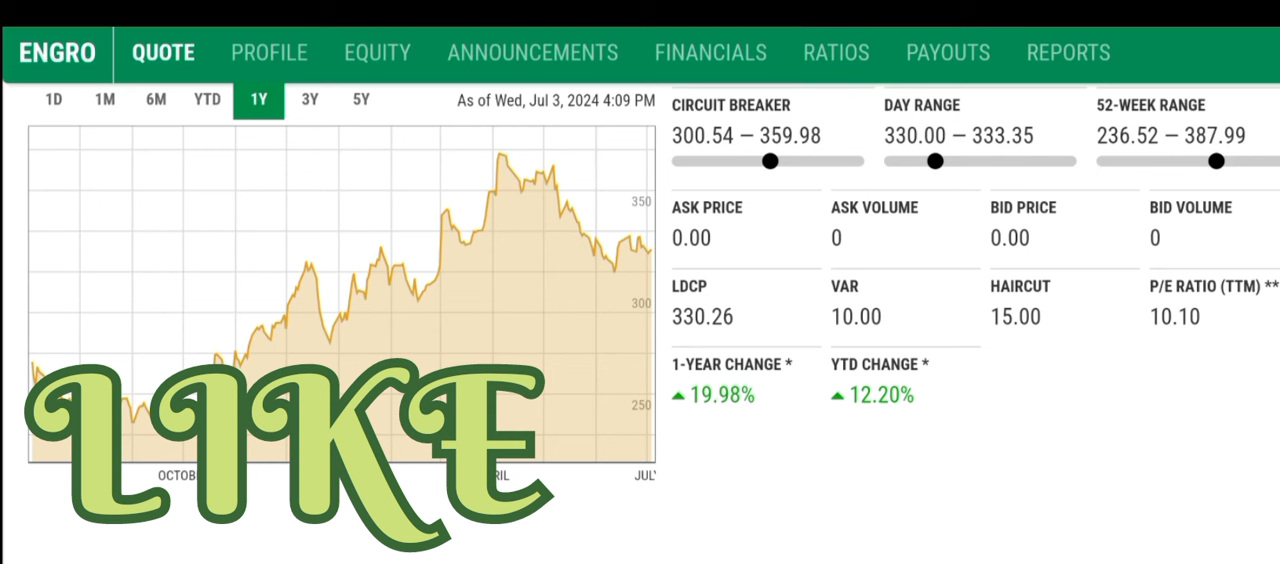 ENGRO QUOTE PROFILE EQUITY ANNOUNCEMENTS FINANCIALS RATIOS PAYOUTS REPORTS
1D 1M 6M YTD 1Y 3Y 5Y As of Wed, Jul 3, 2024 4:09 PM
350
300
250
CIRCUIT BREAKER DAY RANGE 52-WEEK RANGE
300.54 — 359.98 330.00 — 333.35 236.52 — 387.99
ASK PRICE ASK VOLUME BID PRICE BID VOLUME
0.00 0 0.00 0
LDCP VAR HAIRCUT P/E RATIO (TTM) **
330.26 10.00 15.00 10.10
1-YEAR CHANGE * YTD CHANGE *
19.98% 12.20%
LIKE